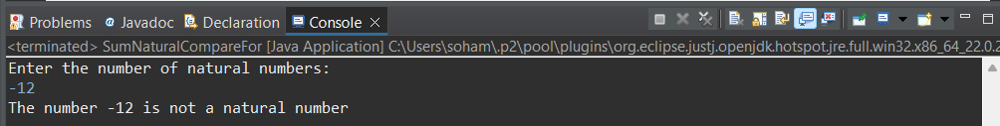 Problems Javadoc Declaration Console
<terminated> SumNaturalCompareFor [Java Application] C:\Users\soham\.p2\pool\plugins\org.eclipse.justj.openjdk.hotspot.jre.full.win32.x86_64_22.0.2
Enter the number of natural numbers:
-12
The number -12 is not a natural number